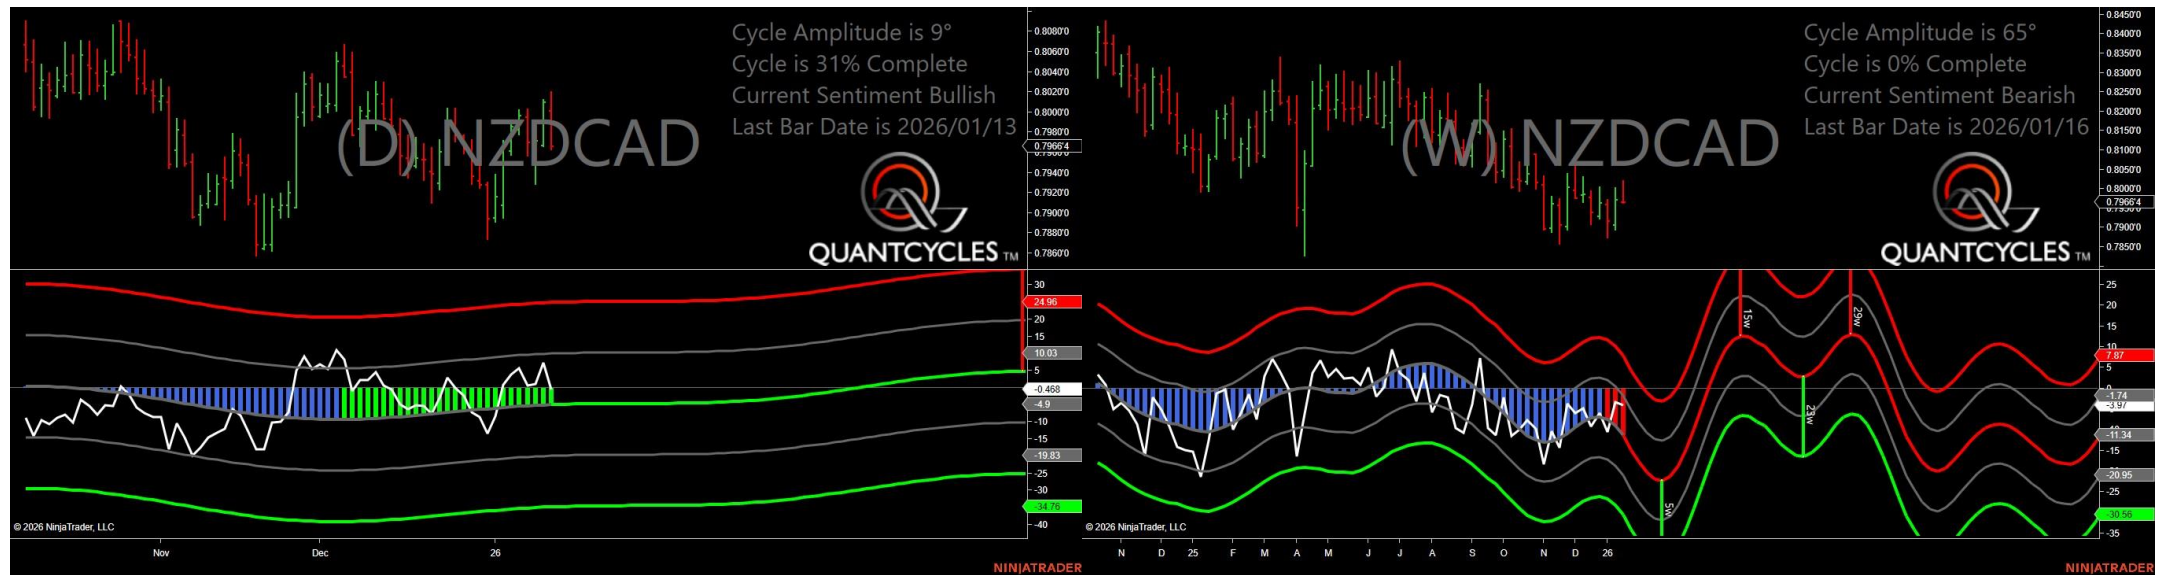 Cycle Amplitude is 9°
Cycle is 31% Complete
Current Sentiment Bullish
Last Bar Date is 2026/01/13
(D) NZDCAD
QUANTCYCLES TM
0.8080'0
0.8060'0
0.8040'0
0.8020'0
0.8000'0
0.7980'0
0.7966'4
0.7940'0
0.7920'0
0.7900'0
0.7880'0
0.7860'0
30
24.96
20
15
10.03
5
-0.468
-4.9
-10
-15
-19.83
-25
-30
-34.76
-40
© 2026 NinjaTrader, LLC
Nov
Dec
26
NINJATRADER
Cycle Amplitude is 65°
Cycle is 0% Complete
Current Sentiment Bearish
Last Bar Date is 2026/01/16
(W) NZDCAD
QUANTCYCLES TM
0.8450'0
0.8400'0
0.8350'0
0.8300'0
0.8250'0
0.8200'0
0.8150'0
0.8100'0
0.8050'0
0.8000'0
0.7966'4
0.7900'0
0.7850'0
15w
29w
23w
5w
25
20
15
10
7.87
5
0
-1.74
-3.97
-11.34
-15
-20.95
-25
-30.56
-35
© 2026 NinjaTrader, LLC
N D 25 F M A M J J A S O N D 26
NINJATRADER